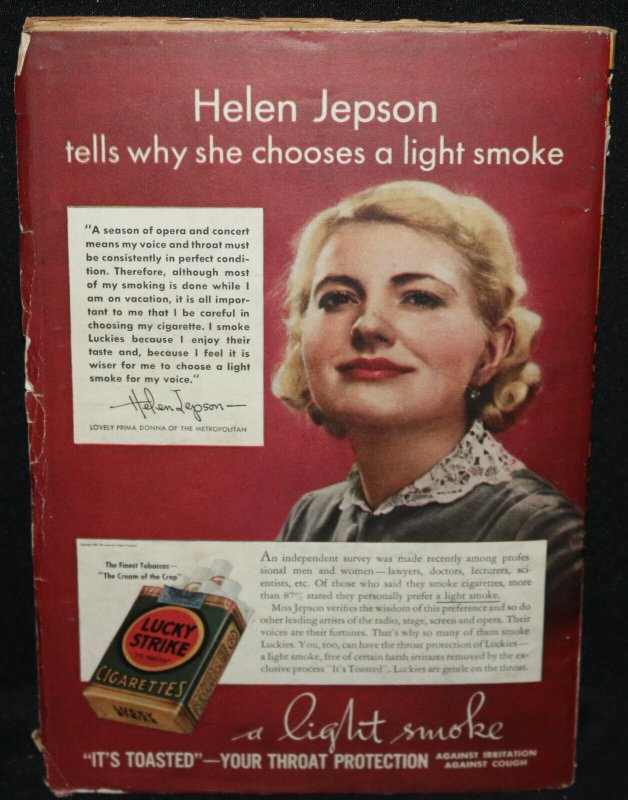 Helen Jepson
tells why she chooses a light smoke
"A season of opera and concert
means my voice and throat must
be consistently in perfect condi-
tion. Therefore, although most
of my smoking is done while I
am on vacation, it is all impor-
tant to me that I be careful in
choosing my cigarette. I smoke
Luckies because I enjoy their
taste and, because I feel it is
wiser for me to choose a light
smoke for my voice."
Helen Jepson
LOVELY PRIMA DONNA OF THE METROPOLITAN
The Finest Tobaccos—
"The Cream of the Crop"
LUCKY
STRIKE
"IT'S TOASTED"
CIGARETTES
LUCKY
STRIKE
An independent survey was made recently among profes-
sional men and women—lawyers, doctors, lecturers, sci-
entists, etc. Of those who said they smoke cigarettes, more
than 87% stated they personally prefer a light smoke.
Miss Jepson verifies the wisdom of this preference and so do
other leading artists of the radio, stage, screen and opera. Their
voices are their fortunes. That's why so many of them smoke
Luckies. You, too, can have the throat protection of Luckies—
a light smoke, free of certain harsh irritants removed by the ex-
clusive process "It's Toasted". Luckies are gentle on the throat.
a light smoke
"IT'S TOASTED"—YOUR THROAT PROTECTION
AGAINST IRRITATION
AGAINST COUGH